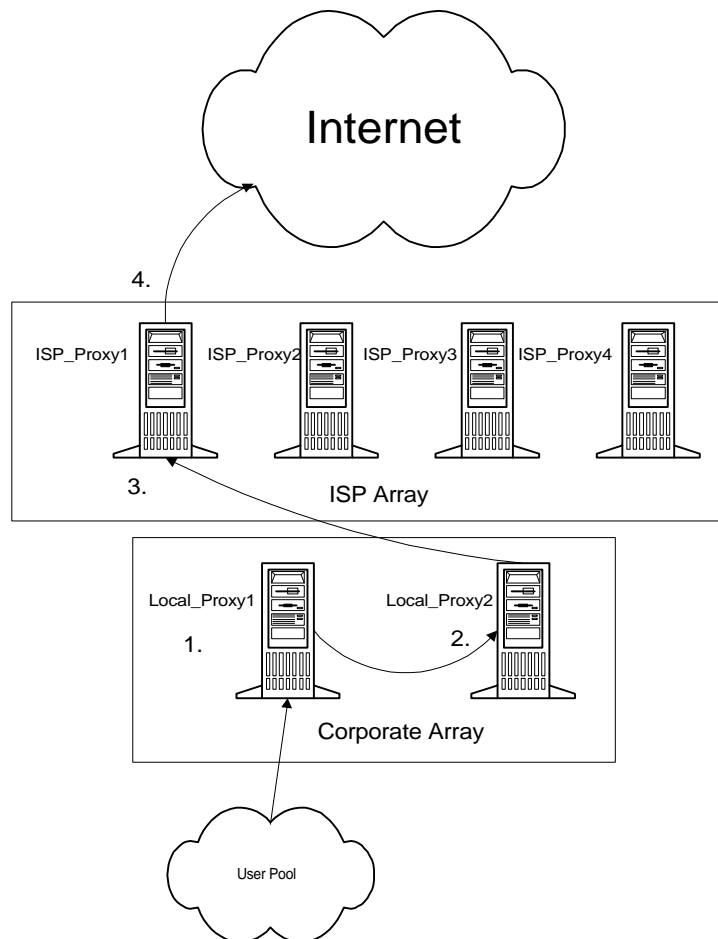 Internet
4.
ISP_Proxy1 ISP_Proxy2 ISP_Proxy3 ISP_Proxy4
3.
ISP Array
Local_Proxy1 Local_Proxy2
1. 2.
Corporate Array
User Pool